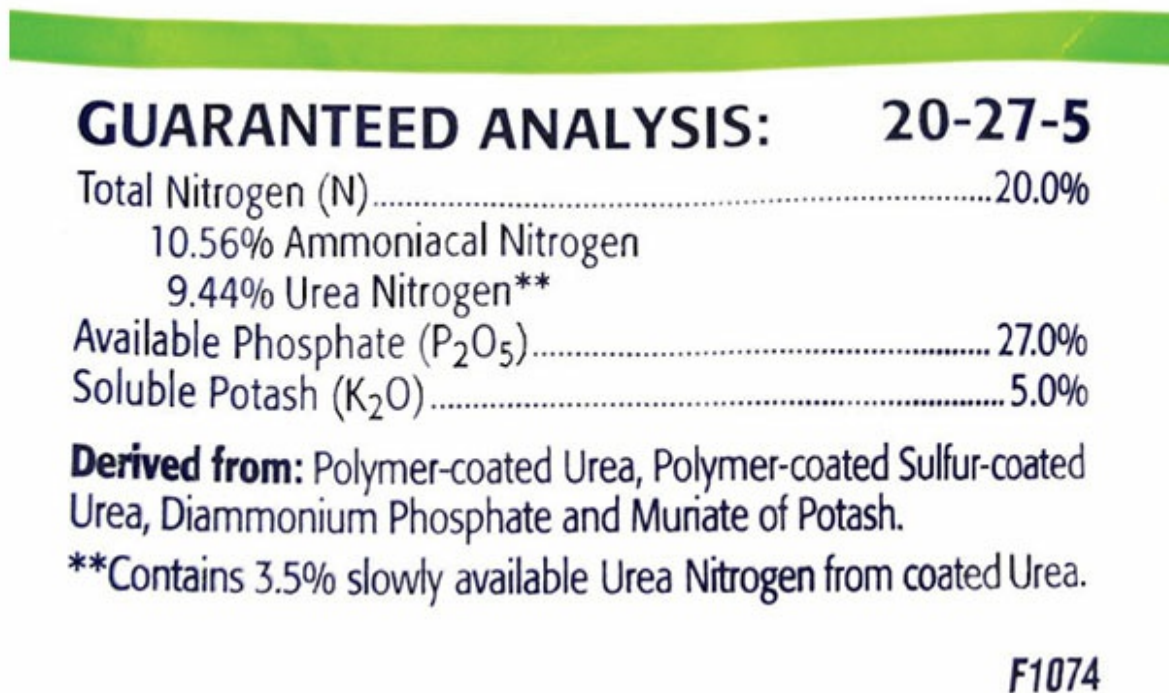 GUARANTEED ANALYSIS: 20-27-5
Total Nitrogen (N)..........20.0%
10.56% Ammoniacal Nitrogen
9.44% Urea Nitrogen**
Available Phosphate (P₂O₅)..........27.0%
Soluble Potash (K₂O)..........5.0%
Derived from: Polymer-coated Urea, Polymer-coated Sulfur-coated
Urea, Diammonium Phosphate and Muriate of Potash.
**Contains 3.5% slowly available Urea Nitrogen from coated Urea.
F1074